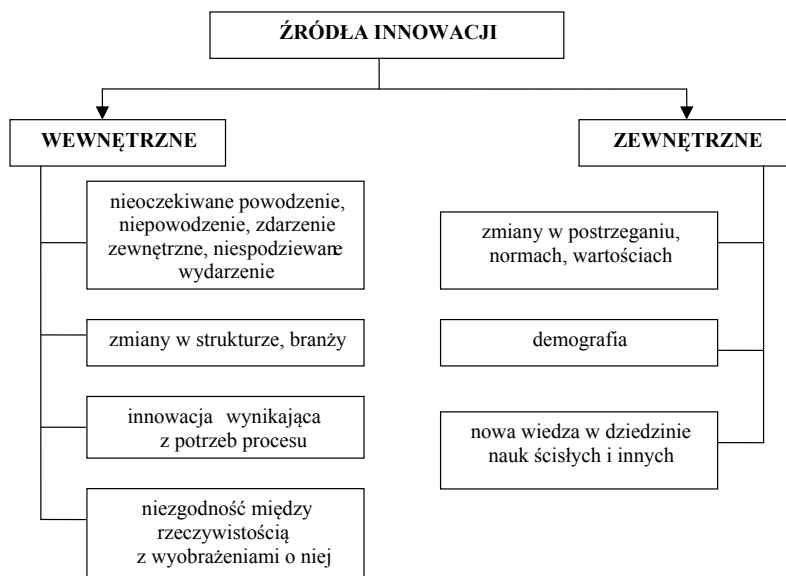 ŹRÓDŁA INNOWACJI
WEWNĘTRZNE
nieoczekiwane powodzenie,
niepowodzenie, zdarzenie
zewnętrzne, niespodziewane
wydarzenie
zmiany w strukturze, branży
innowacja wynikająca
z potrzeb procesu
niezgodność między
rzeczywistością
z wyobrażeniami o niej
ZEWNĘTRZNE
zmiany w postrzeganiu,
normach, wartościach
demografia
nowa wiedza w dziedzinie
nauk ścisłych i innych